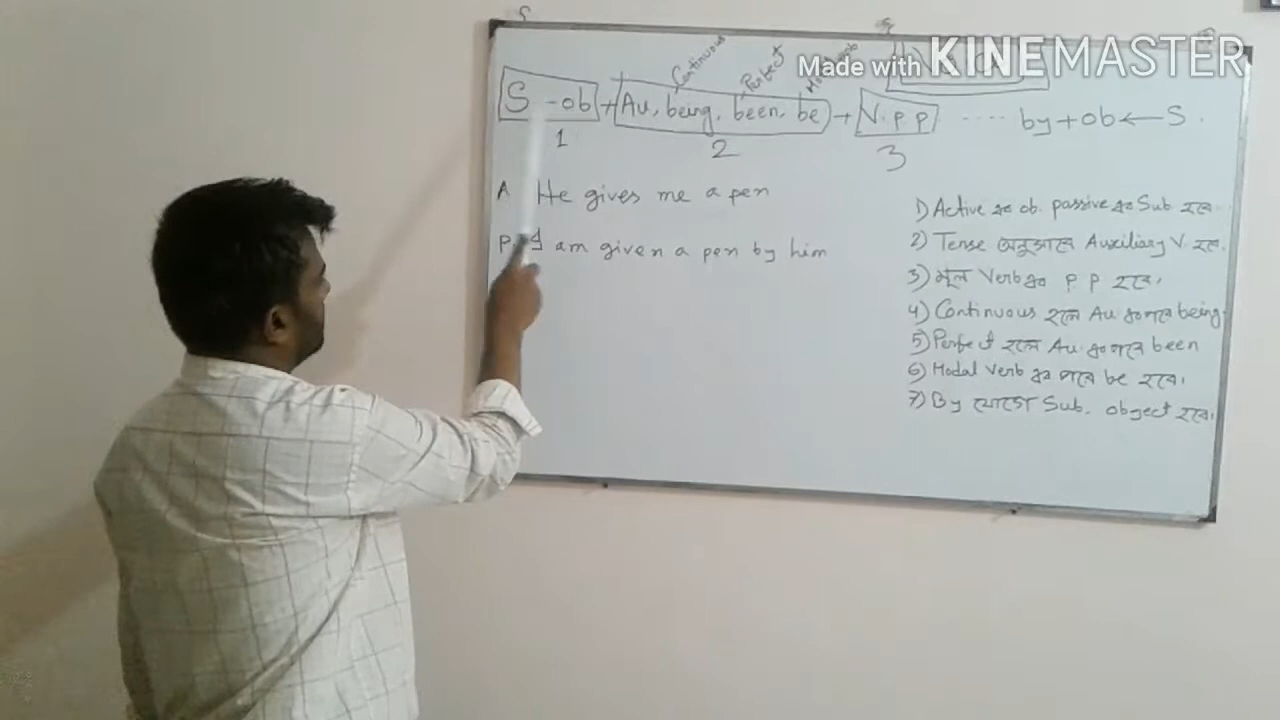 Made with KINEMASTER
Continuous Perfect
S -ob + Au, being, been, be + V. p p ..... by + ob ← S.
1 2 3
A He gives me a pen
P. I am given a pen by him
1) Active এর ob. passive এর Sub. হবে
2) Tense অনুসারে Auxiliary V. হবে.
3) মূল Verb এর P P হবে.
4) Continuous হলে Au এর পরে being.
5) Perfect হলে Au এর পরে been
6) Modal Verb এর পরে be হবে.
7) By যোগে Sub. object হবে.